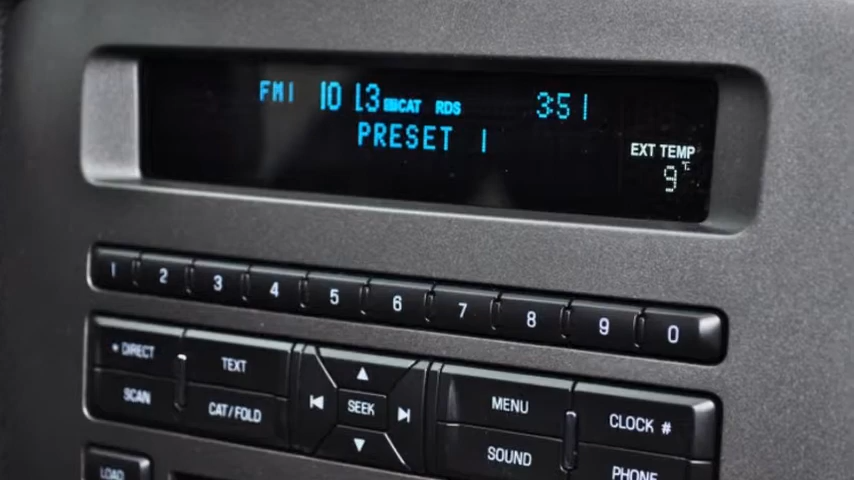 FM1 101.3 CAT RDS 3:51
PRESET 1
EXT TEMP
9°C
1 2 3 4 5 6 7 8 9 0
* DIRECT TEXT MENU CLOCK #
SCAN CAT/FOLD SEEK SOUND PHONE
LOAD